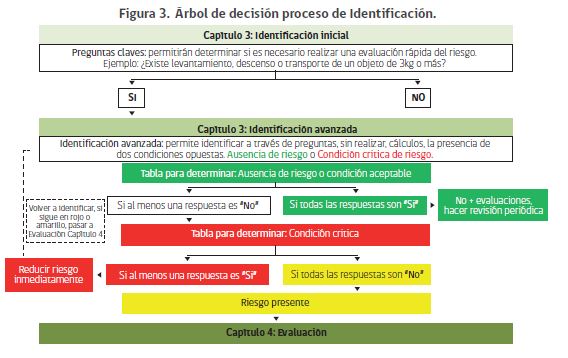 Figura 3. Árbol de decisión proceso de Identificación.
Capítulo 3: Identificación inicial
Preguntas claves: permitirán determinar si es necesario realizar una evaluación rápida del riesgo.
Ejemplo: ¿Existe levantamiento, descenso o transporte de un objeto de 3kg o más?
SI
NO
Capítulo 3: Identificación avanzada
Identificación avanzada: permite identificar a través de preguntas, sin realizar, cálculos, la presencia de
dos condiciones opuestas. Ausencia de riesgo o Condición crítica de riesgo.
Tabla para determinar: Ausencia de riesgo o condición aceptable
Si al menos una respuesta es "No"
Si todas las respuestas son "Sí"
No + evaluaciones,
hacer revisión periódica
Volver a identificar, si
sigue en rojo o
amarillo, pasar a
Evaluación Capítulo 4
Tabla para determinar: Condición crítica
Reducir riesgo
inmediatamente
Si al menos una respuesta es "Sí"
Si todas las respuestas son "No"
Riesgo presente
Capítulo 4: Evaluación